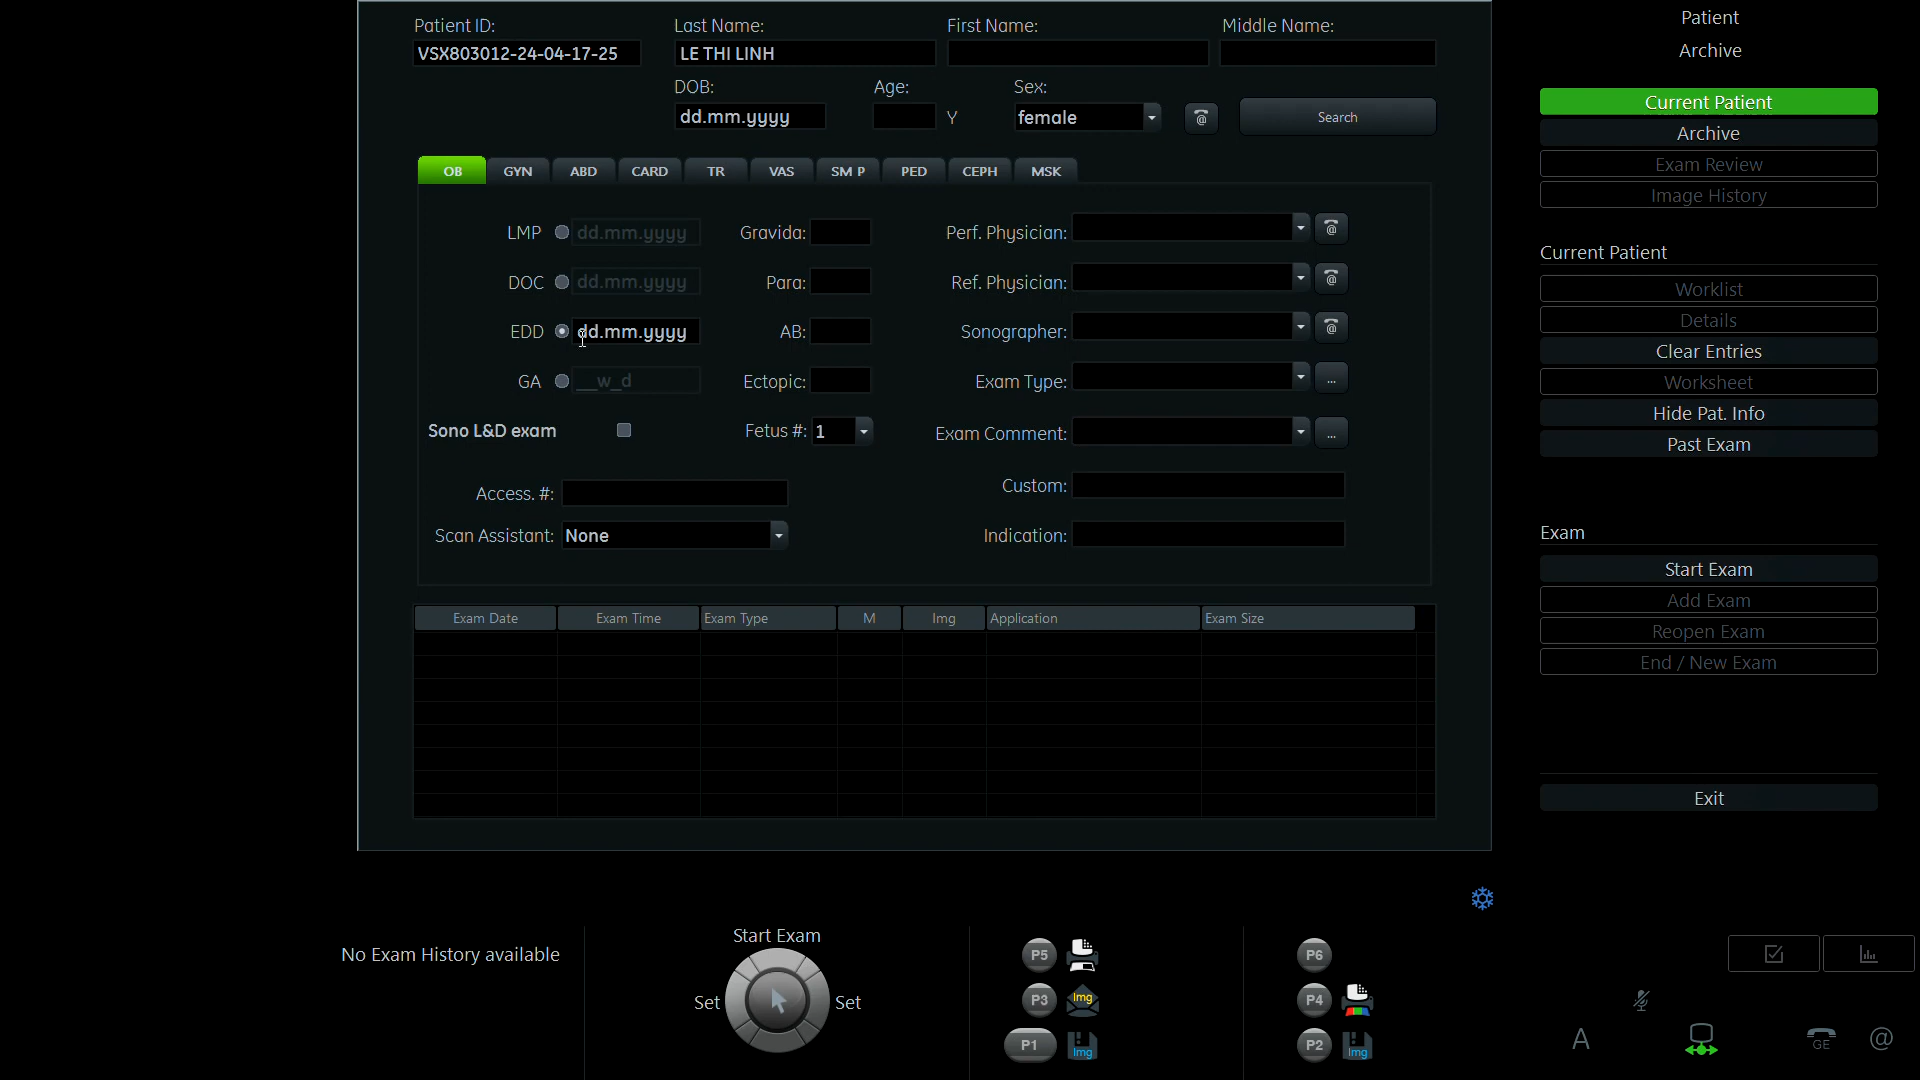 Patient ID: Last Name: First Name: Middle Name:
VSX803012-24-04-17-25 LE THI LINH
DOB: Age: Sex:
dd.mm.yyyy Y female @ Search
OB GYN ABD CARD TR VAS SM P PED CEPH MSK
LMP dd.mm.yyyy Gravida: Perf. Physician: @
DOC dd.mm.yyyy Para: Ref. Physician: @
EDD dd.mm.yyyy AB: Sonographer: @
GA __w_d Ectopic: Exam Type: ...
Sono L&D exam Fetus #: 1 Exam Comment: ...
Access. #: Custom:
Scan Assistant: None Indication:
Exam Date Exam Time Exam Type M Img Application Exam Size
Patient
Archive
Current Patient
Archive
Exam Review
Image History
Current Patient
Worklist
Details
Clear Entries
Worksheet
Hide Pat. Info
Past Exam
Exam
Start Exam
Add Exam
Reopen Exam
End / New Exam
Exit
No Exam History available
Start Exam
Set Set
P5
P3 Img
P1 Img
P6
P4
P2 Img
A GE @